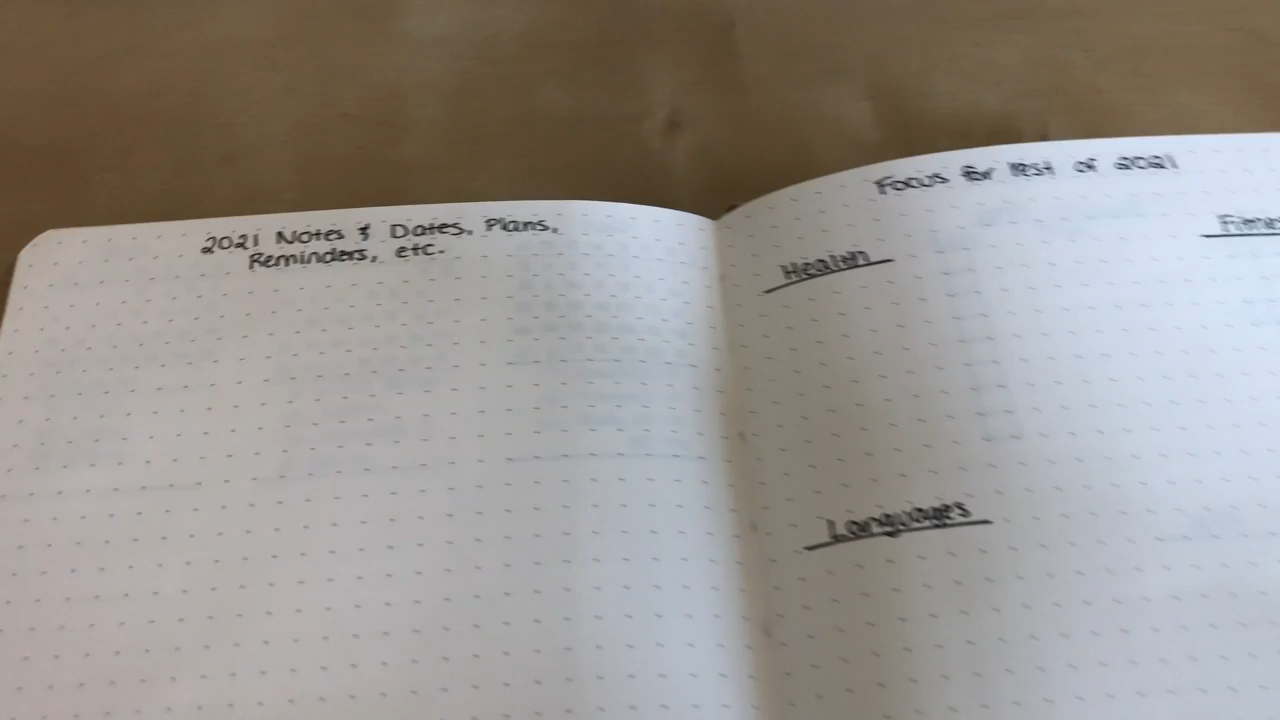 2021 Notes & Dates, Plans,
Reminders, etc.
Focus for rest of 2021
Health
Languages